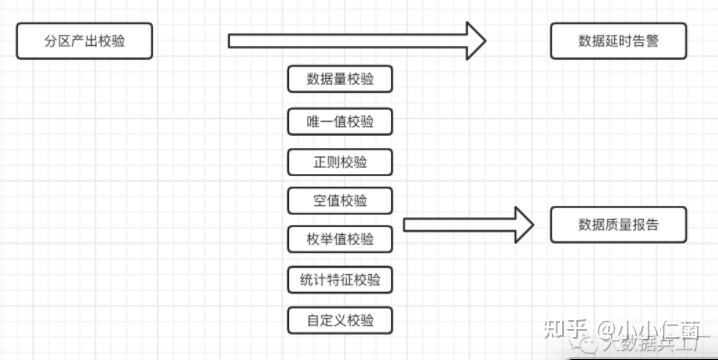 分区产出校验
数据延时告警
数据量校验
唯一值校验
正则校验
空值校验
枚举值校验
统计特征校验
自定义校验
数据质量报告
知乎 @小小仁菌
大数据兵工厂